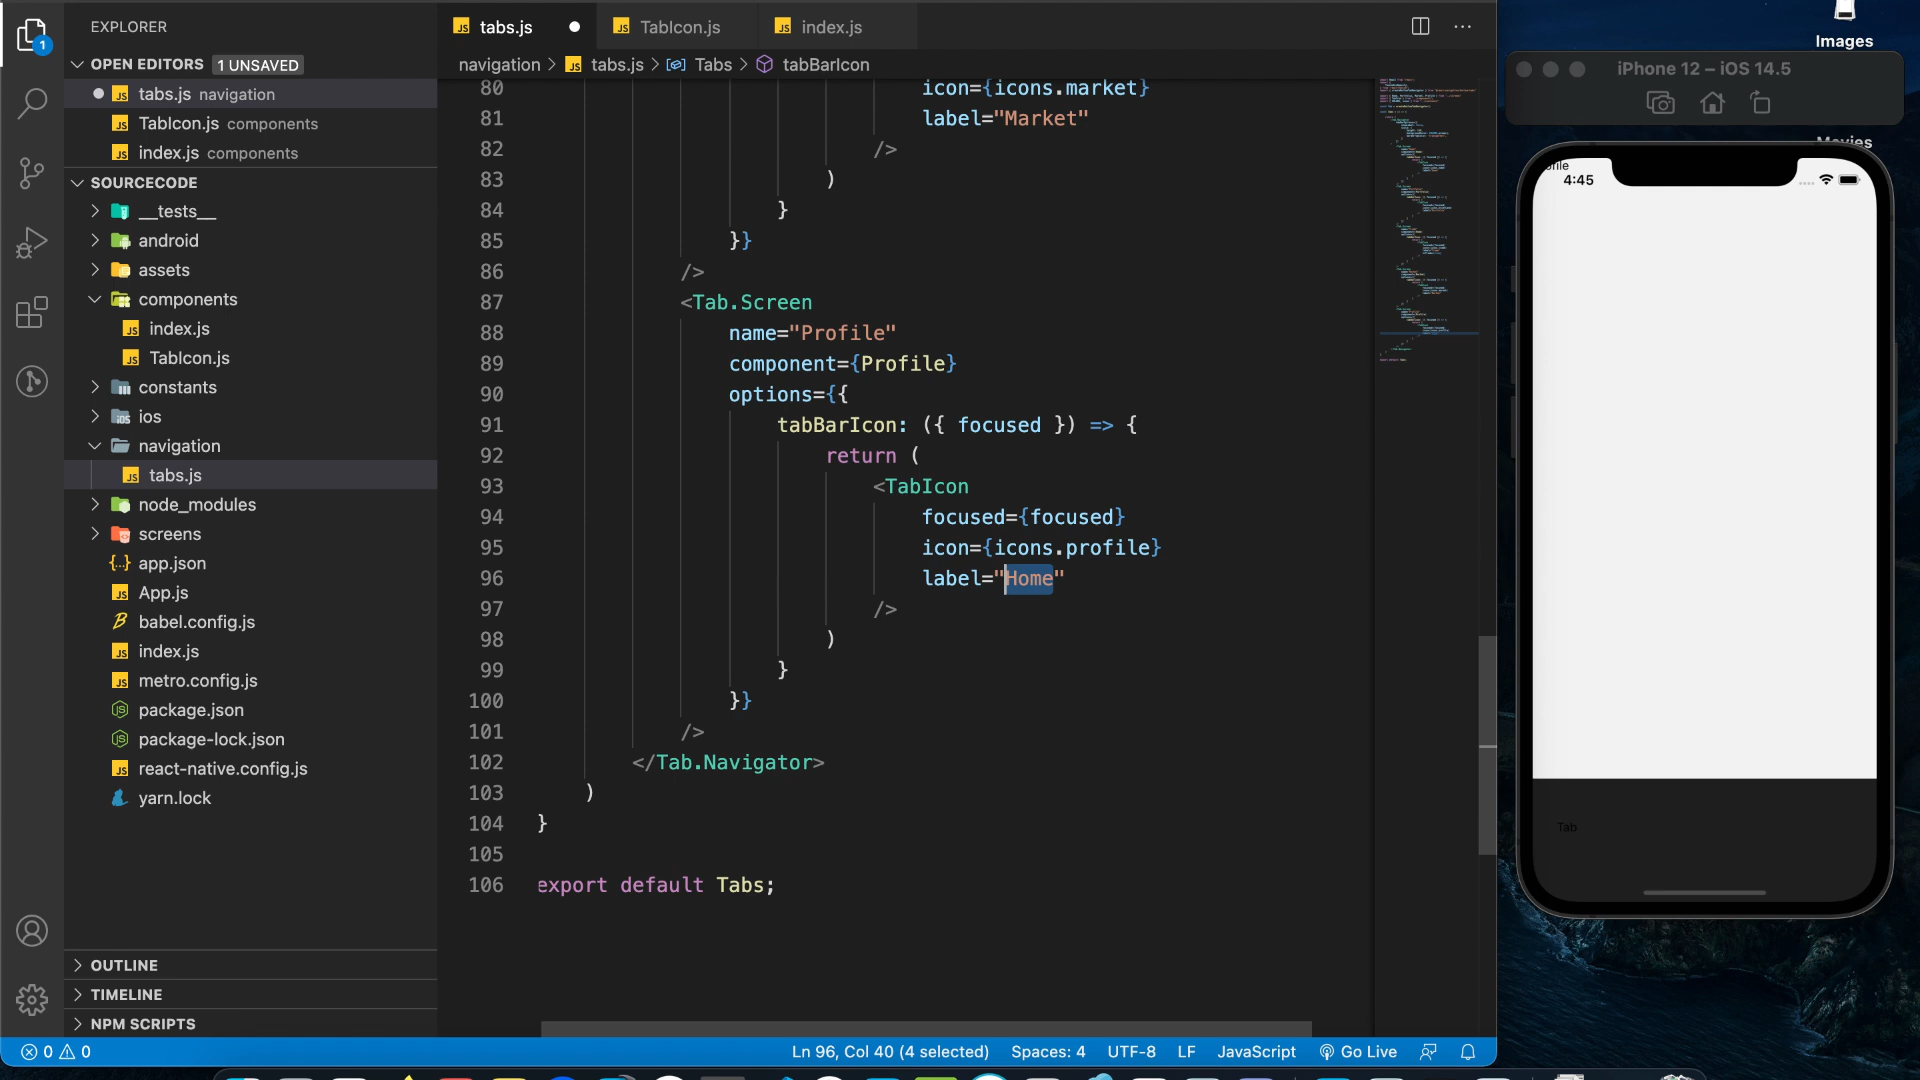 EXPLORER
OPEN EDITORS 1 UNSAVED
tabs.js navigation
TabIcon.js components
index.js components
SOURCECODE
__tests__
android
assets
components
index.js
TabIcon.js
constants
ios
navigation
tabs.js
node_modules
screens
app.json
App.js
babel.config.js
index.js
metro.config.js
package.json
package-lock.json
react-native.config.js
yarn.lock
OUTLINE
TIMELINE
NPM SCRIPTS
1
tabs.js TabIcon.js index.js
navigation > tabs.js > Tabs > tabBarIcon
80 icon={icons.market}
81 label="Market"
82 />
83 )
84 }
85 }}
86 />
87 <Tab.Screen
88 name="Profile"
89 component={Profile}
90 options={{
91 tabBarIcon: ({ focused }) => {
92 return (
93 <TabIcon
94 focused={focused}
95 icon={icons.profile}
96 label="Home"
97 />
98 )
99 }
100 }}
101 />
102 </Tab.Navigator>
103 )
104 }
105
106 export default Tabs;
0 0
Ln 96, Col 40 (4 selected) Spaces: 4 UTF-8 LF JavaScript Go Live
Images
iPhone 12 – iOS 14.5
Movies
4:45
Tab